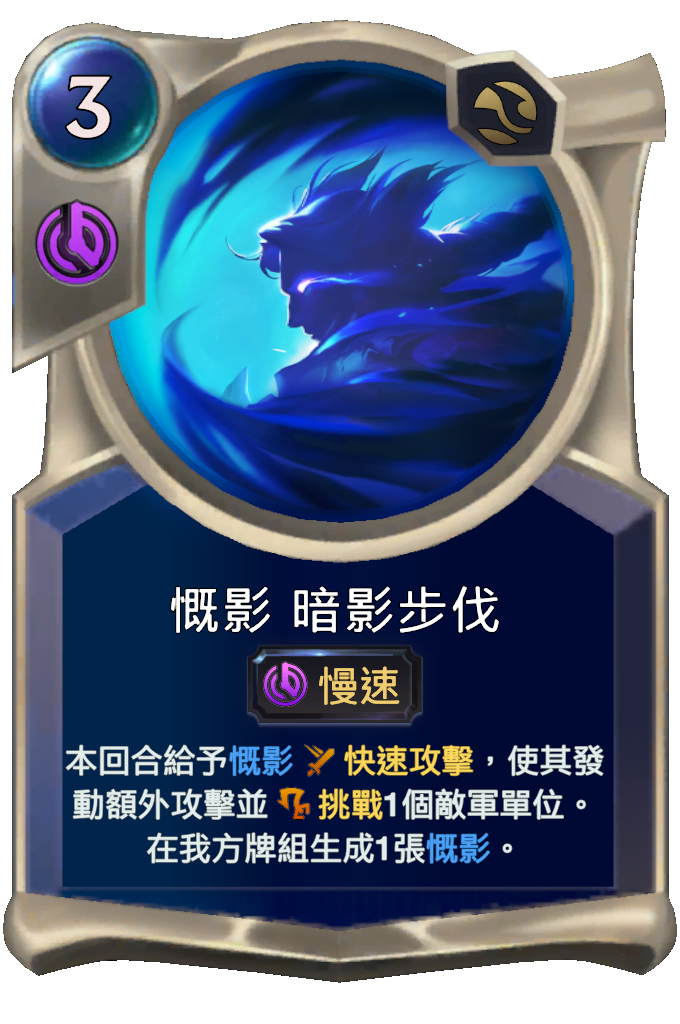 3
慨影 暗影步伐
慢速
本回合給予慨影 快速攻擊，使其發
動額外攻擊並 挑戰1個敵軍單位。
在我方牌組生成1張慨影。